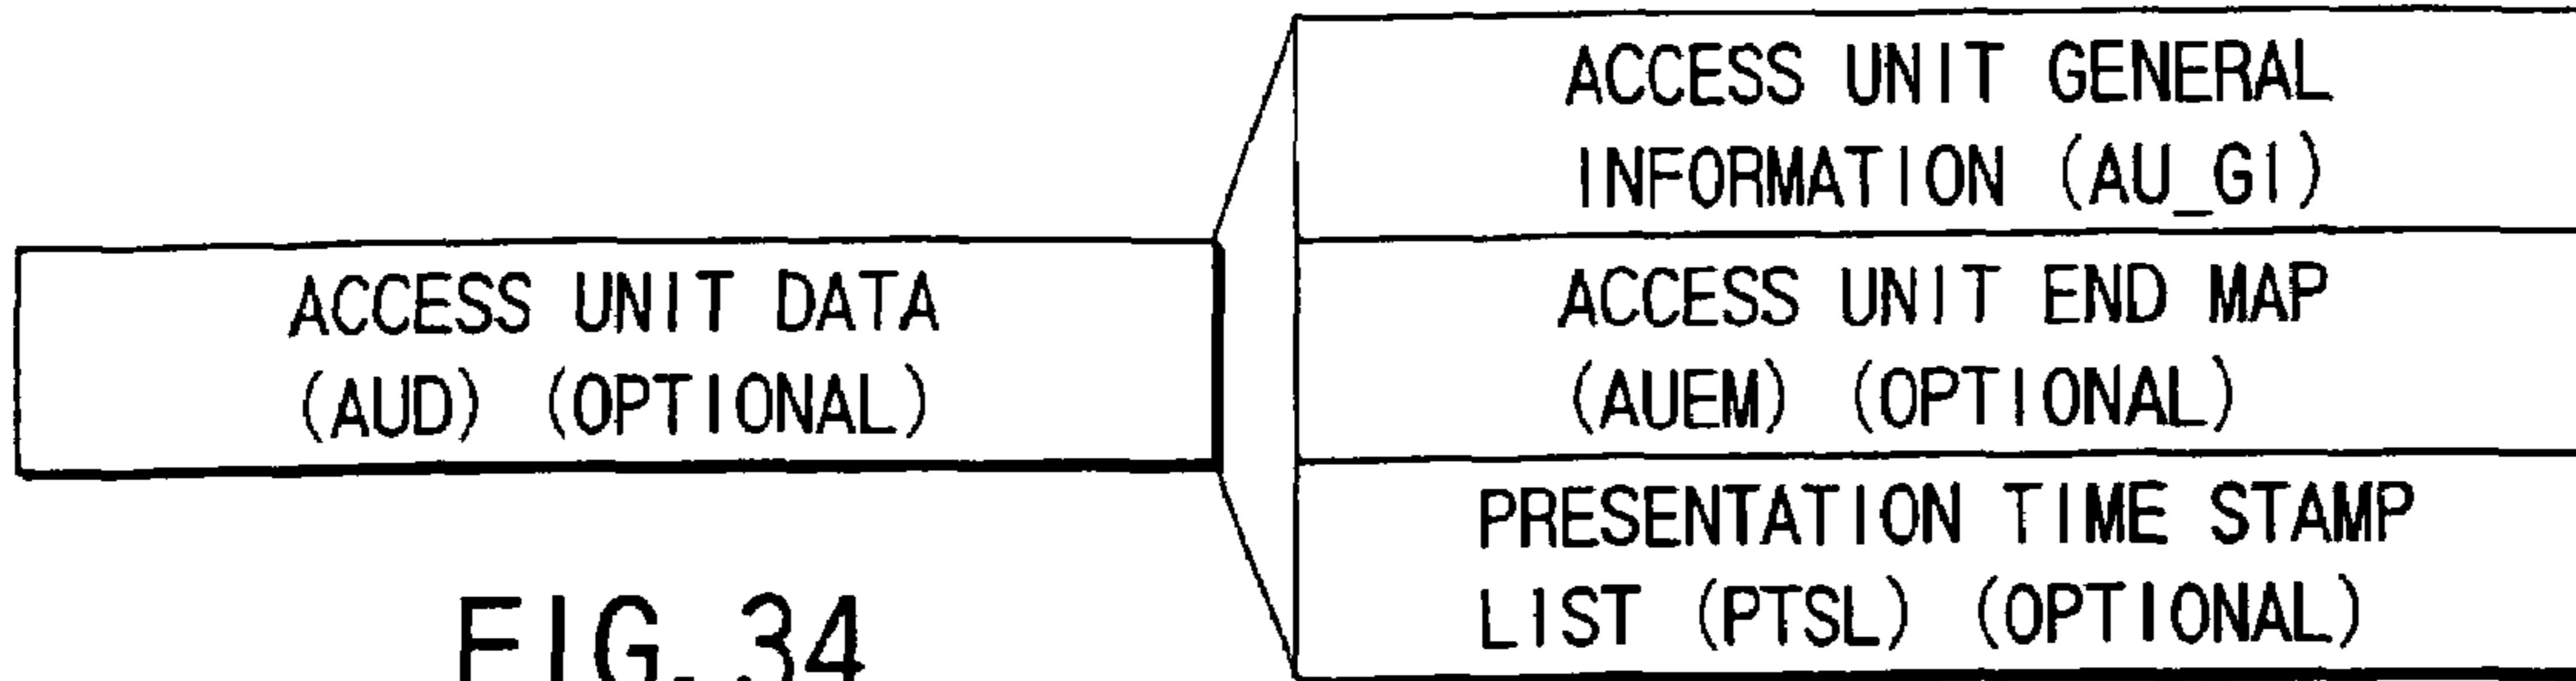 ACCESS UNIT DATA
(AUD) (OPTIONAL)
ACCESS UNIT GENERAL
INFORMATION (AU_GI)
ACCESS UNIT END MAP
(AUEM) (OPTIONAL)
PRESENTATION TIME STAMP
LIST (PTSL) (OPTIONAL)
FIG. 34